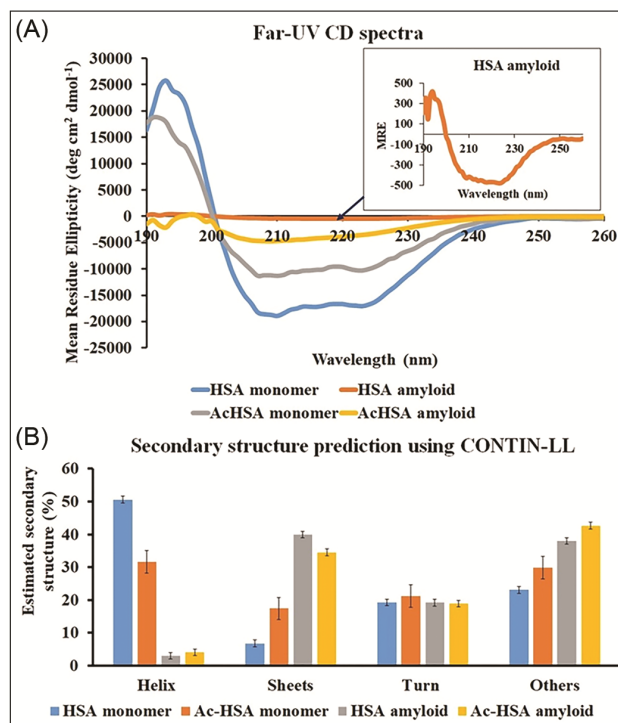 (A)
Far-UV CD spectra
Mean Residue Ellipticity (deg cm² dmol⁻¹)
30000
25000
20000
15000
10000
5000
0
-5000
-10000
-15000
-20000
-25000
190 200 210 220 230 240 250 260
Wavelength (nm)
HSA amyloid
MRE
500
300
100
-100
-300
-500
190 210 230 250
Wavelength (nm)
HSA monomer HSA amyloid
AcHSA monomer AcHSA amyloid
(B)
Secondary structure prediction using CONTIN-LL
Estimated secondary
structure (%)
60
50
40
30
20
10
0
Helix Sheets Turn Others
HSA monomer Ac-HSA monomer HSA amyloid Ac-HSA amyloid